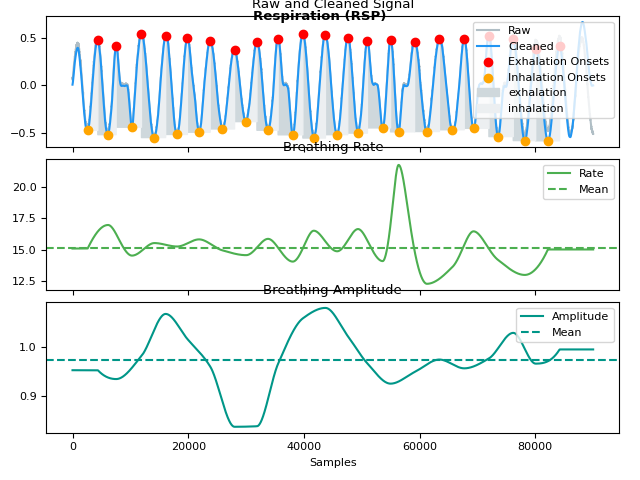 Raw and Cleaned Signal
Respiration (RSP)
0.5
0.0
−0.5
Raw
Cleaned
Exhalation Onsets
Inhalation Onsets
exhalation
inhalation
Breathing Rate
20.0
17.5
15.0
12.5
Rate
Mean
Breathing Amplitude
1.0
0.9
Amplitude
Mean
0 20000 40000 60000 80000
Samples